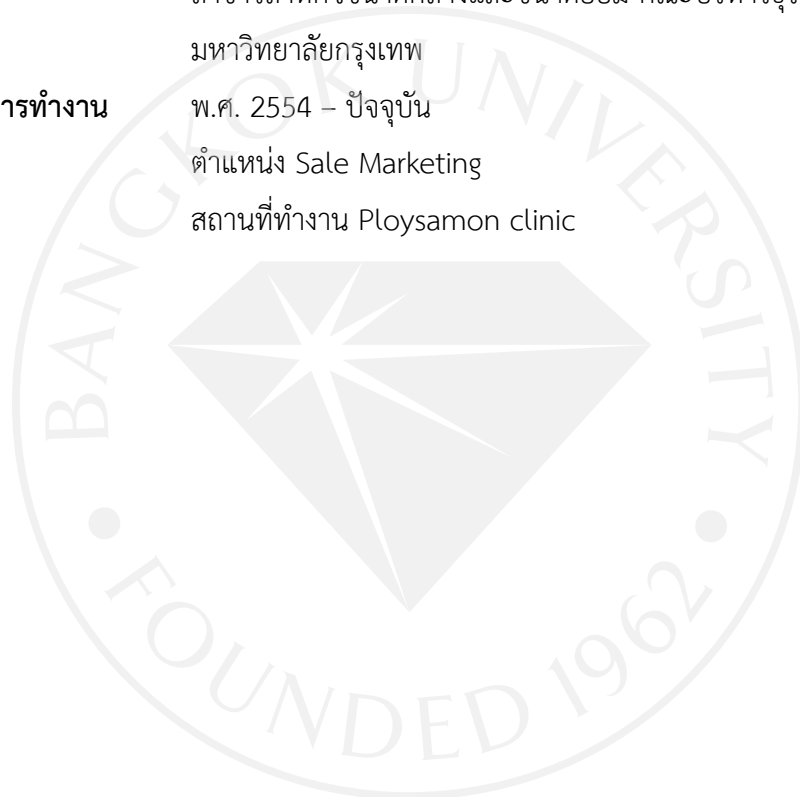 มหาวิทยาลัยกรุงเทพ
ารทำงาน พ.ศ. 2554 – ปัจจุบัน
ตำแหน่ง Sale Marketing
สถานที่ทำงาน Ploysamon clinic
BANGKOK UNIVERSITY
FOUNDED 1962